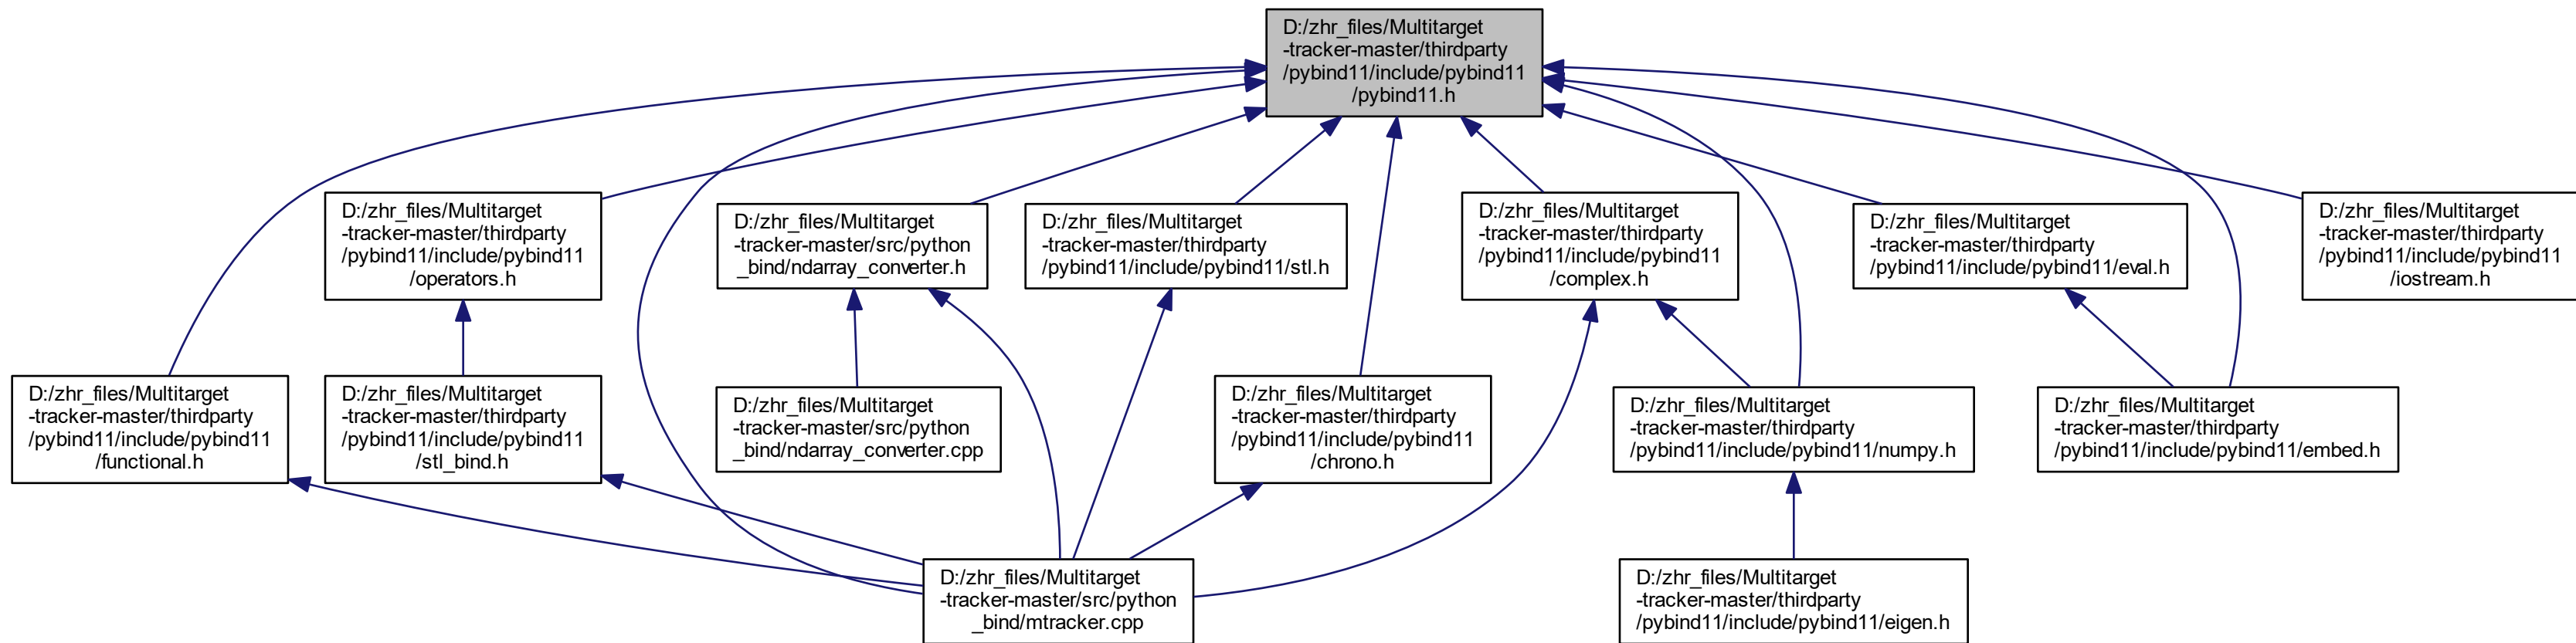 D:/zhr_files/Multitarget
-tracker-master/thirdparty
/pybind11/include/pybind11
/pybind11.h
D:/zhr_files/Multitarget
-tracker-master/thirdparty
/pybind11/include/pybind11
/operators.h
D:/zhr_files/Multitarget
-tracker-master/src/python
_bind/ndarray_converter.h
D:/zhr_files/Multitarget
-tracker-master/thirdparty
/pybind11/include/pybind11/stl.h
D:/zhr_files/Multitarget
-tracker-master/thirdparty
/pybind11/include/pybind11
/complex.h
D:/zhr_files/Multitarget
-tracker-master/thirdparty
/pybind11/include/pybind11/eval.h
D:/zhr_files/Multitarget
-tracker-master/thirdparty
/pybind11/include/pybind11
/iostream.h
D:/zhr_files/Multitarget
-tracker-master/thirdparty
/pybind11/include/pybind11
/functional.h
D:/zhr_files/Multitarget
-tracker-master/thirdparty
/pybind11/include/pybind11
/stl_bind.h
D:/zhr_files/Multitarget
-tracker-master/src/python
_bind/ndarray_converter.cpp
D:/zhr_files/Multitarget
-tracker-master/thirdparty
/pybind11/include/pybind11
/chrono.h
D:/zhr_files/Multitarget
-tracker-master/thirdparty
/pybind11/include/pybind11/numpy.h
D:/zhr_files/Multitarget
-tracker-master/thirdparty
/pybind11/include/pybind11/embed.h
D:/zhr_files/Multitarget
-tracker-master/src/python
_bind/mtracker.cpp
D:/zhr_files/Multitarget
-tracker-master/thirdparty
/pybind11/include/pybind11/eigen.h